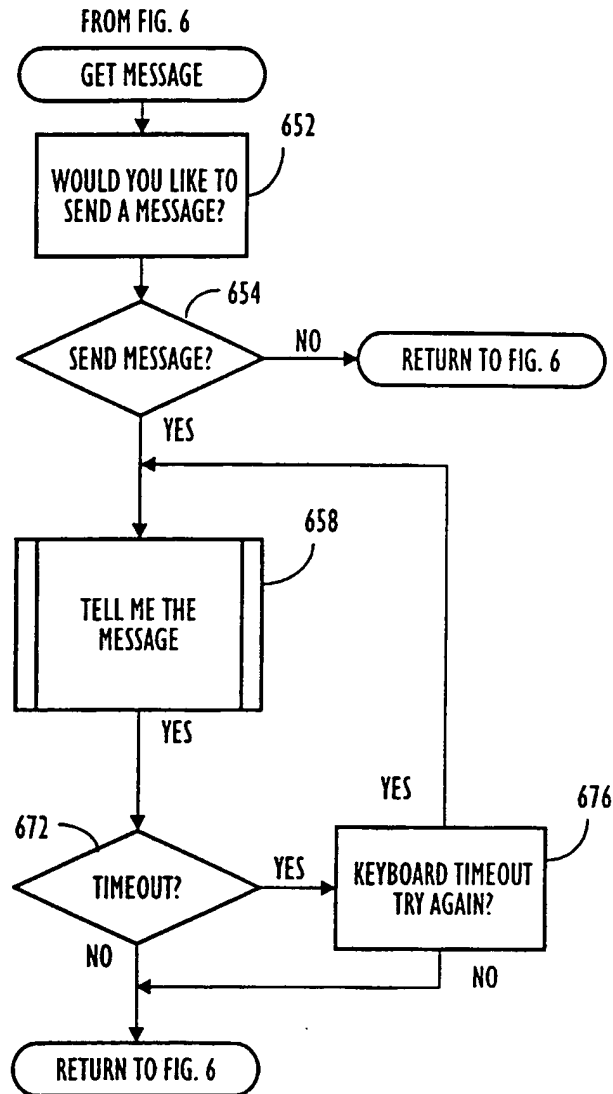 FROM FIG. 6
GET MESSAGE
652
WOULD YOU LIKE TO
SEND A MESSAGE?
654
SEND MESSAGE?
NO
RETURN TO FIG. 6
YES
658
TELL ME THE
MESSAGE
YES
YES
676
672
TIMEOUT?
YES
KEYBOARD TIMEOUT
TRY AGAIN?
NO
NO
RETURN TO FIG. 6